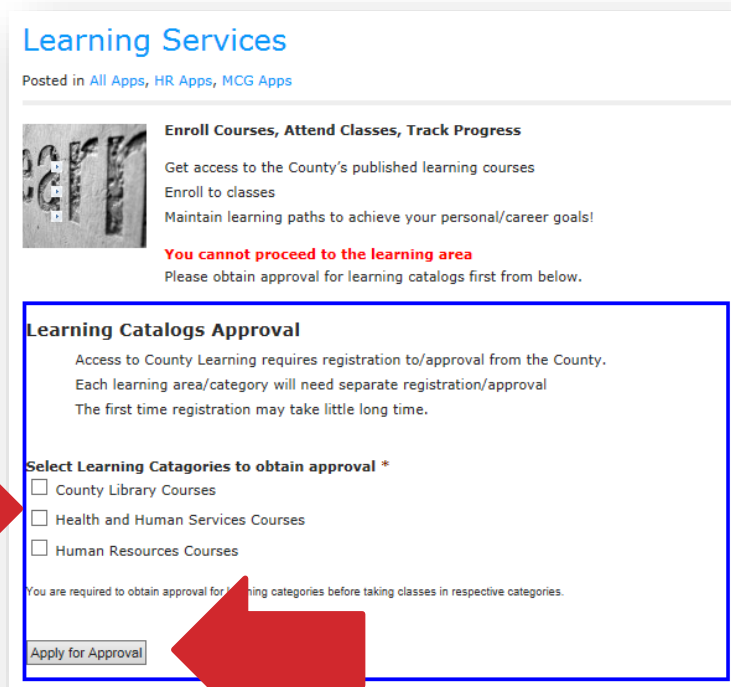 Learning Services
Posted in All Apps, HR Apps, MCG Apps
earn
Enroll Courses, Attend Classes, Track Progress
Get access to the County's published learning courses
Enroll to classes
Maintain learning paths to achieve your personal/career goals!
You cannot proceed to the learning area
Please obtain approval for learning catalogs first from below.
Learning Catalogs Approval
Access to County Learning requires registration to/approval from the County.
Each learning area/category will need separate registration/approval
The first time registration may take little long time.
Select Learning Catagories to obtain approval *
County Library Courses
Health and Human Services Courses
Human Resources Courses
You are required to obtain approval for learning categories before taking classes in respective categories.
Apply for Approval